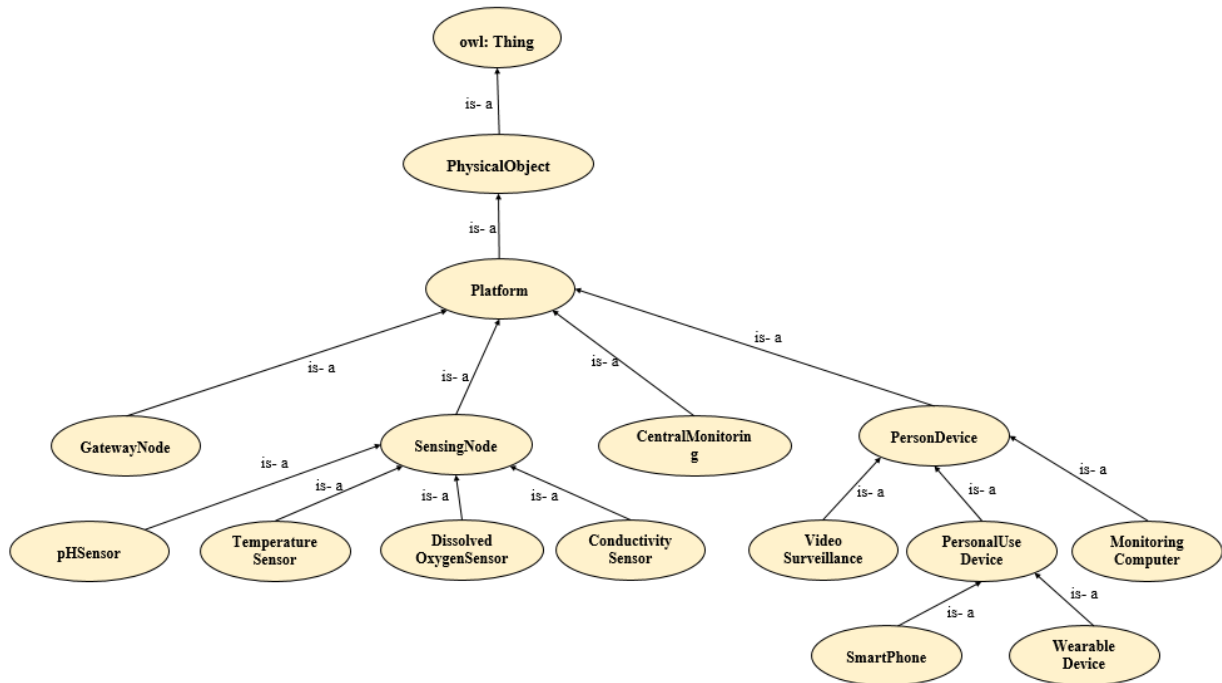 owl: Thing
is- a
PhysicalObject
is- a
Platform
is- a
is- a
is- a
is- a
GatewayNode
SensingNode
CentralMonitorin
g
PersonDevice
is- a
is- a
is- a
is- a
is- a
is- a
is- a
pHSensor
Temperature
Sensor
Dissolved
OxygenSensor
Conductivity
Sensor
Video
Surveillance
PersonalUse
Device
Monitoring
Computer
is- a
is- a
SmartPhone
Wearable
Device